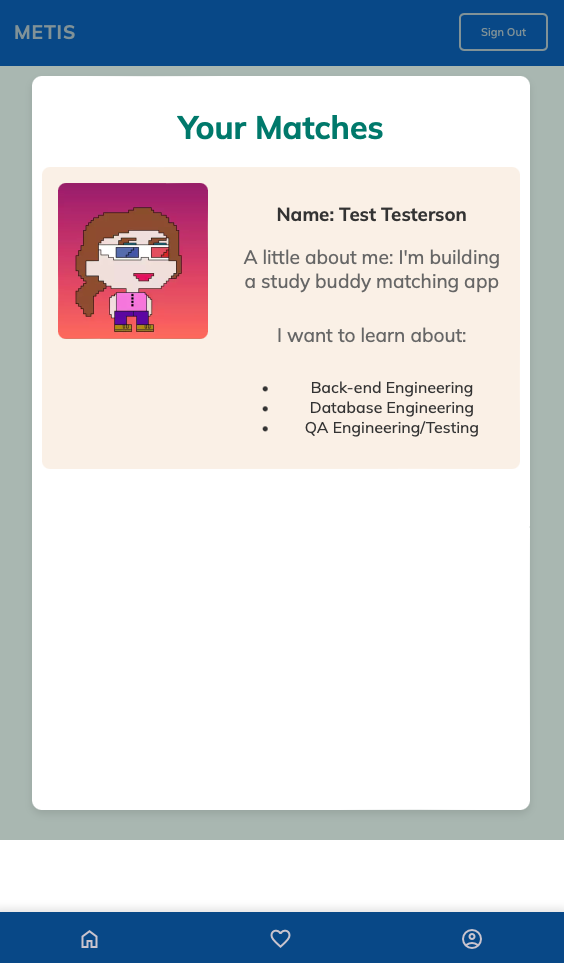 METIS
Sign Out
Your Matches
Name: Test Testerson
A little about me: I'm building
a study buddy matching app
I want to learn about:
• Back-end Engineering
• Database Engineering
• QA Engineering/Testing